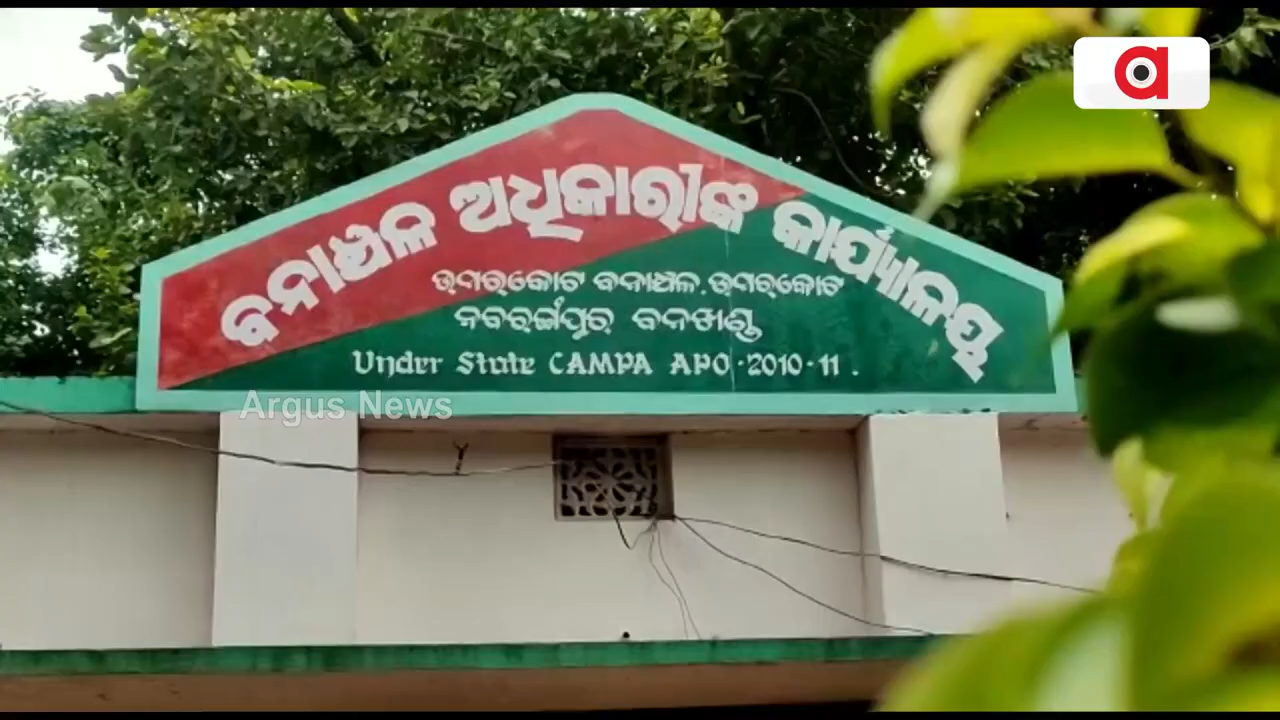 ବନାଞ୍ଚଳ ଅଧିକାରୀଙ୍କ କାର୍ଯ୍ୟାଳୟ
ଉମରକୋଟ ବନାଞ୍ଚଳ.ଉମରକୋଟ
ନବରଙ୍ଗପୁର ବନଖଣ୍ଡ
Under State CAMPA APO-2010-11.
Argus News
a